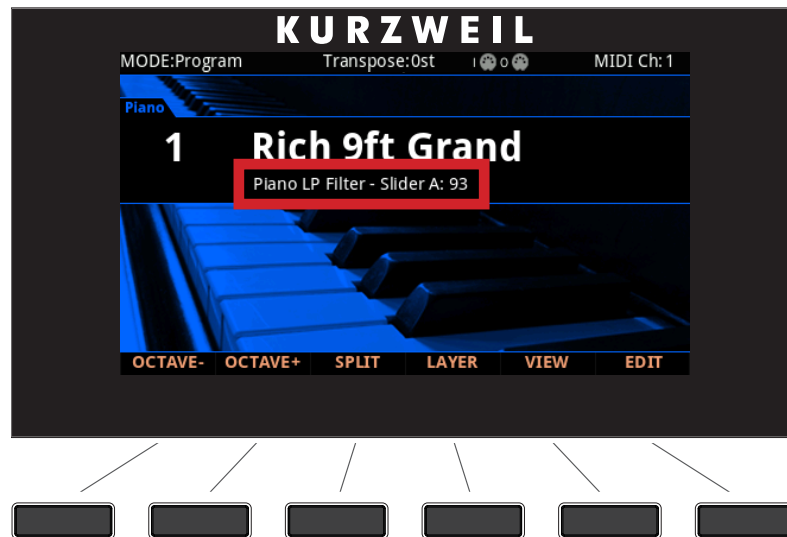 KURZWEIL
MODE:Program Transpose:0st I O MIDI Ch:1
Piano
1 Rich 9ft Grand
Piano LP Filter - Slider A: 93
OCTAVE- OCTAVE+ SPLIT LAYER VIEW EDIT